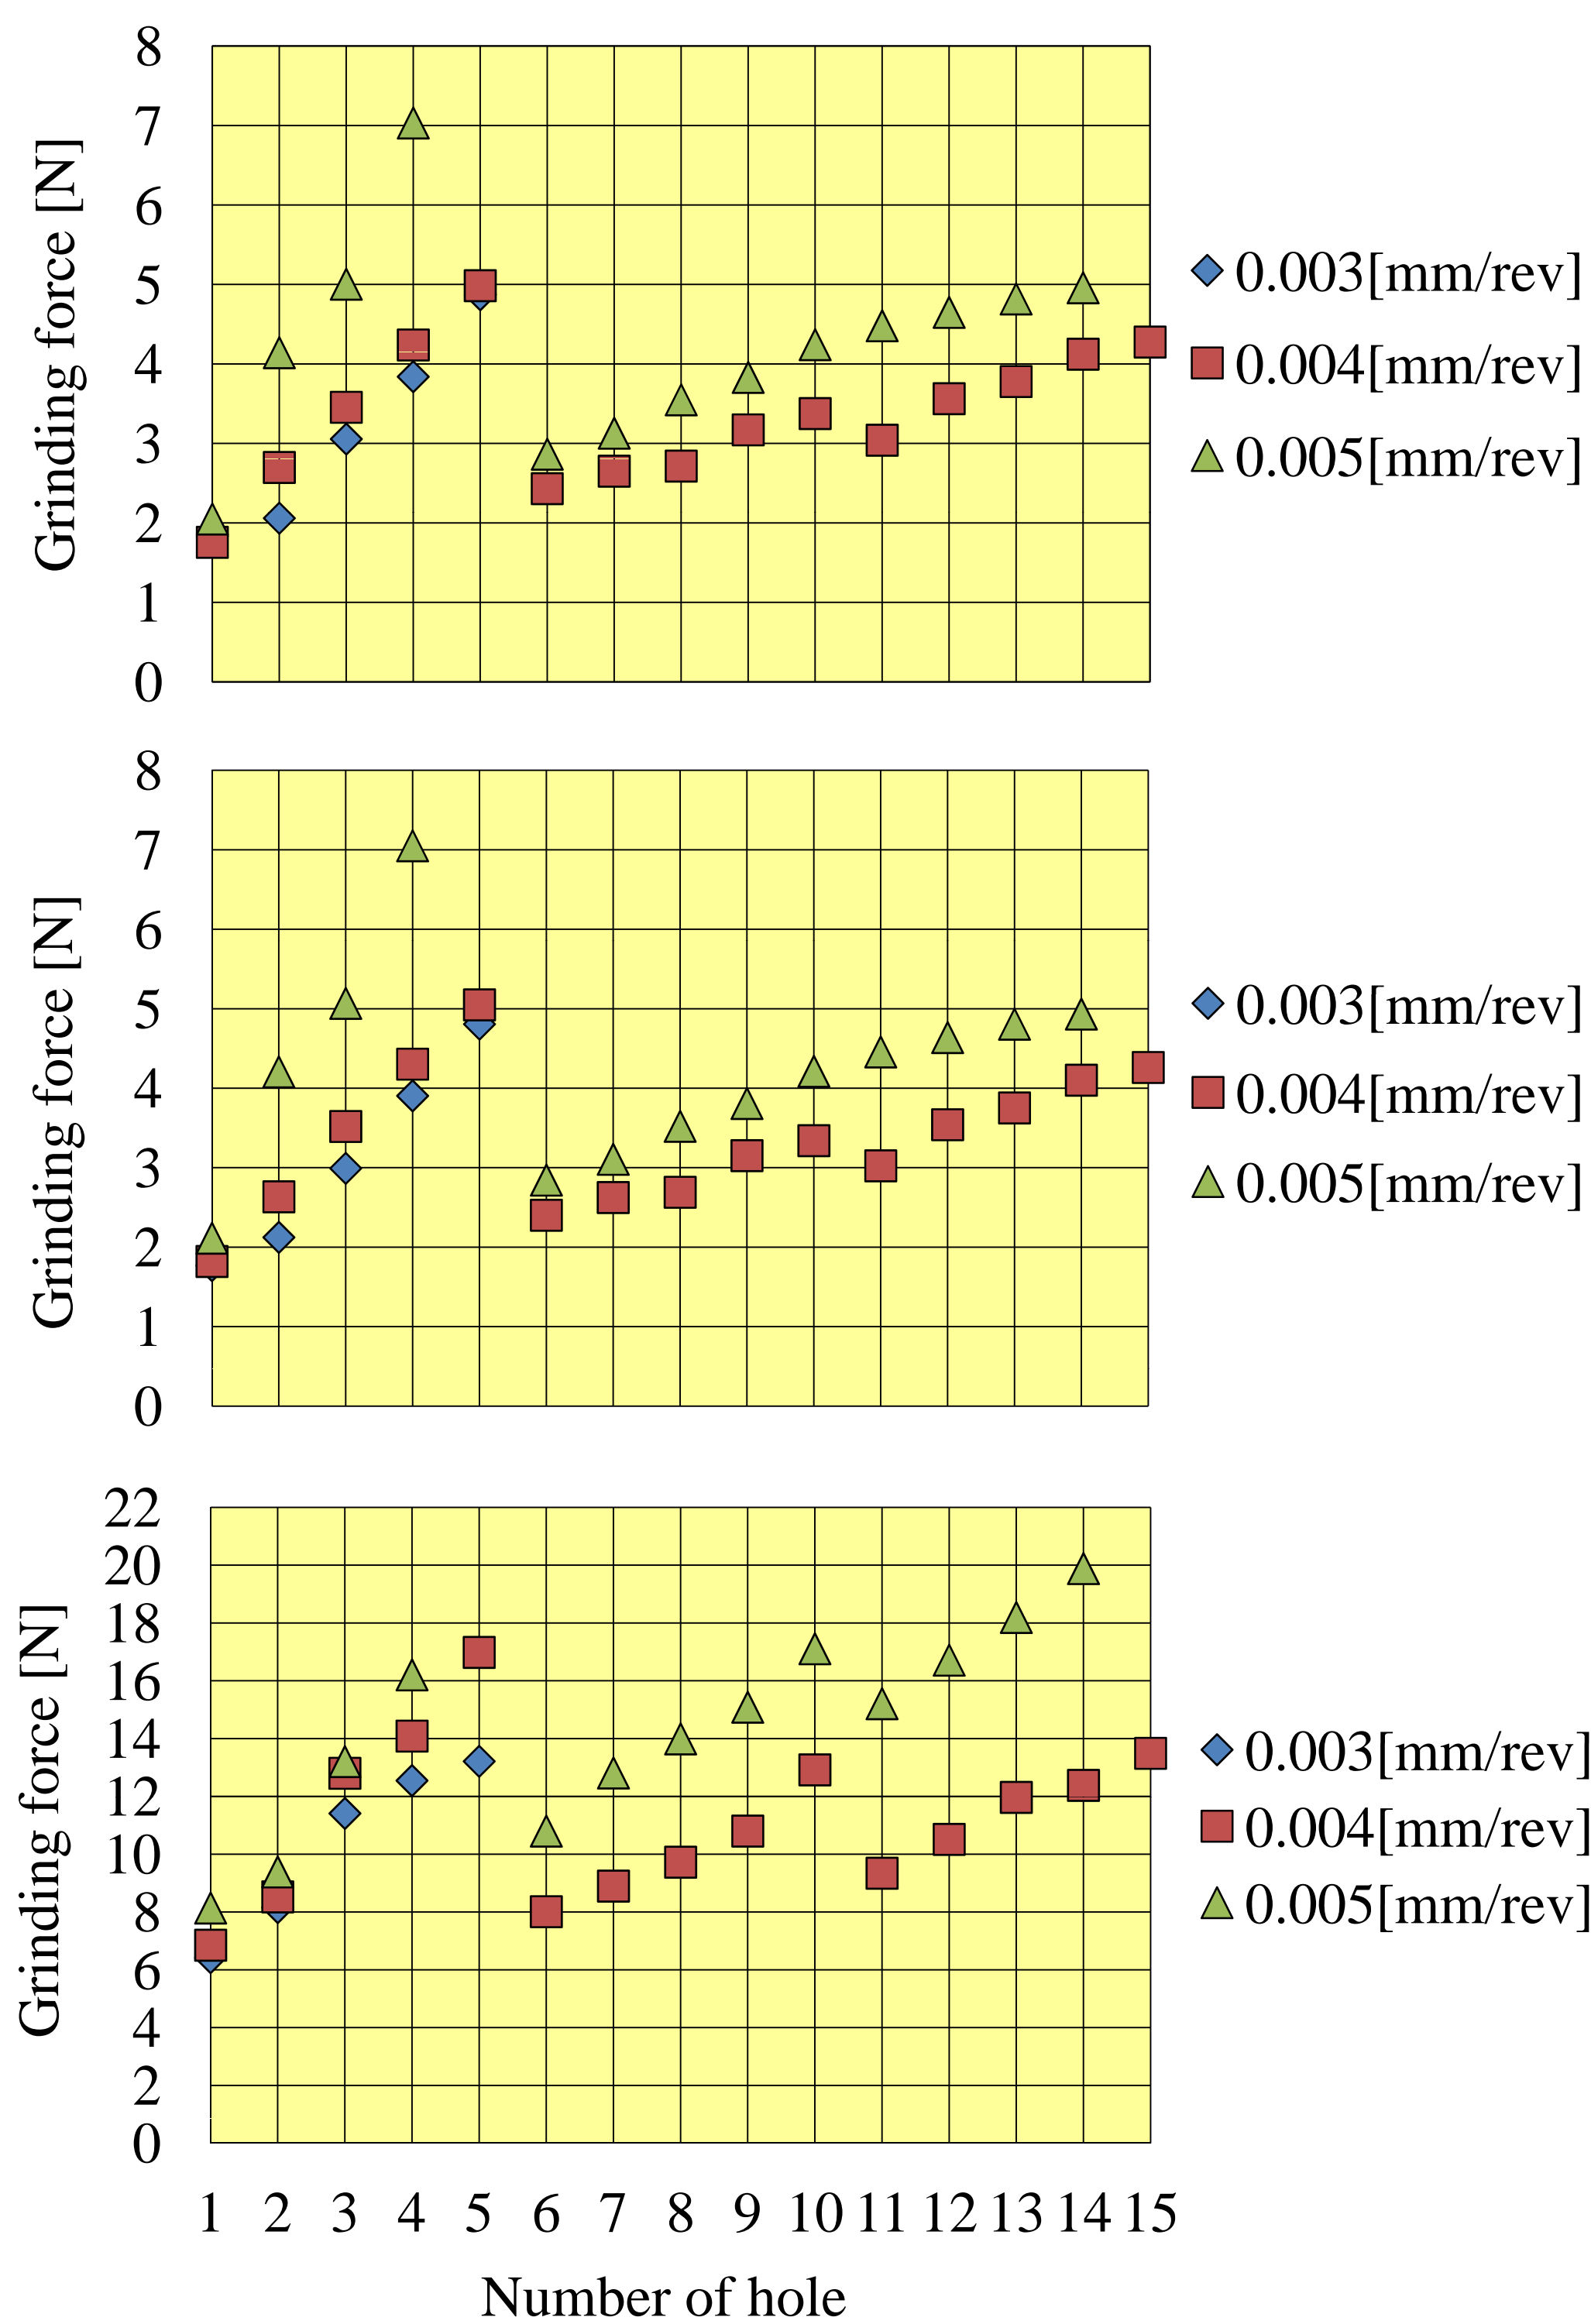 8
7
6
5
4
3
2
1
0
Grinding force [N]
0.003[mm/rev]
0.004[mm/rev]
0.005[mm/rev]
8
7
6
5
4
3
2
1
0
Grinding force [N]
0.003[mm/rev]
0.004[mm/rev]
0.005[mm/rev]
22
20
18
16
14
12
10
8
6
4
2
0
Grinding force [N]
0.003[mm/rev]
0.004[mm/rev]
0.005[mm/rev]
1 2 3 4 5 6 7 8 9 10 11 12 13 14 15
Number of hole